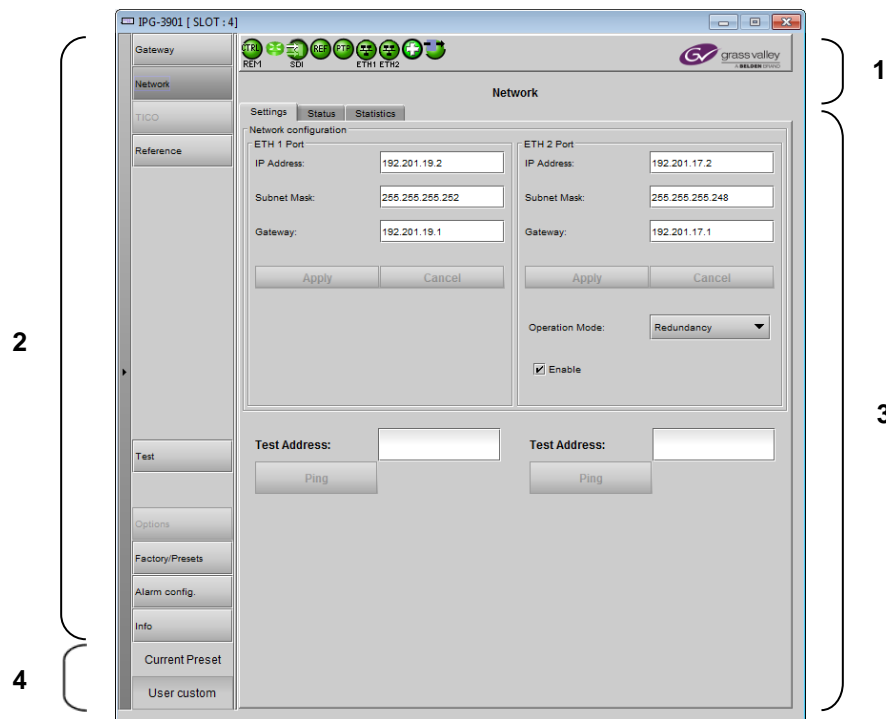 IPG-3901 [ SLOT : 4]
Gateway
Network
TICO
Reference
Test
Options
Factory/Presets
Alarm config.
Info
Current Preset
User custom
CTRL REF PTP
REM SDI ETH1 ETH2
GV grass valley
A BELDEN BRAND
Network
Settings Status Statistics
Network configuration
ETH 1 Port
IP Address: 192.201.19.2
Subnet Mask: 255.255.255.252
Gateway: 192.201.19.1
Apply Cancel
ETH 2 Port
IP Address: 192.201.17.2
Subnet Mask: 255.255.255.248
Gateway: 192.201.17.1
Apply Cancel
Operation Mode: Redundancy
Enable
Test Address:
Ping
Test Address:
Ping
1
2
3
4